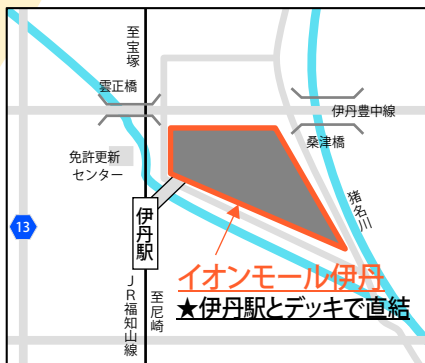 至宝塚
雲正橋
伊丹豊中線
桑津橋
免許更新
センター
猪名川
伊丹駅
13
イオンモール伊丹
★伊丹駅とデッキで直結
JR福知山線
至尼崎